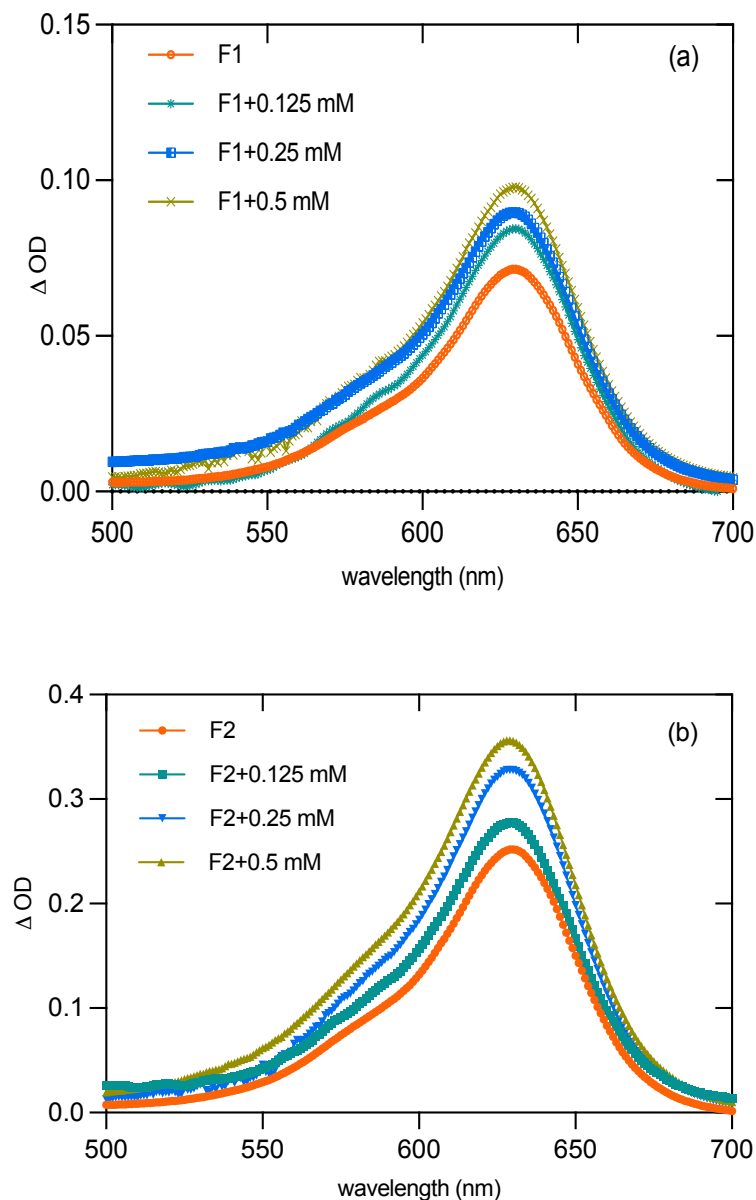 0.15
(a)
F1
F1+0.125 mM
F1+0.25 mM
F1+0.5 mM
0.10
Δ OD
0.05
0.00
500 550 600 650 700
wavelength (nm)
0.4
(b)
F2
F2+0.125 mM
F2+0.25 mM
F2+0.5 mM
0.3
Δ OD
0.2
0.1
0.0
500 550 600 650 700
wavelength (nm)